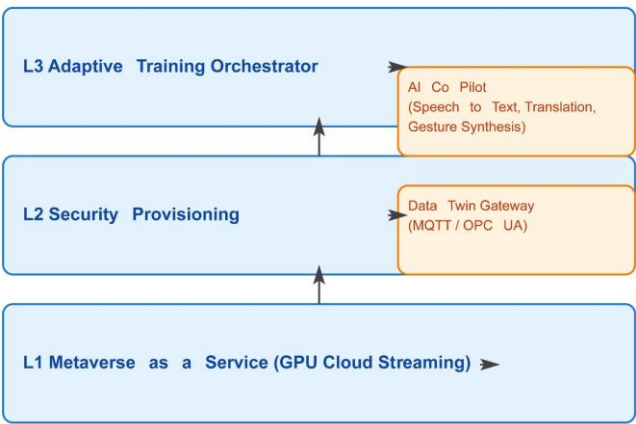 L3 Adaptive Training Orchestrator
AI Co Pilot
(Speech to Text, Translation,
Gesture Synthesis)
L2 Security Provisioning
Data Twin Gateway
(MQTT / OPC UA)
L1 Metaverse as a Service (GPU Cloud Streaming)